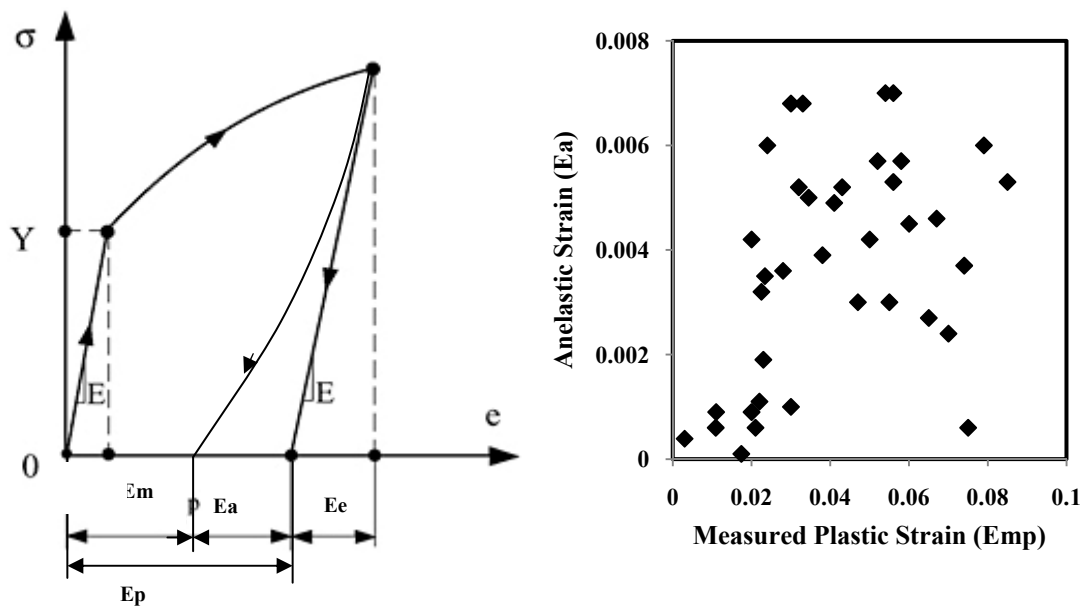 σ
Y
E
E
e
0
Em
p
Ea
Ee
Ep
0.008
0.006
0.004
0.002
0
0 0.02 0.04 0.06 0.08 0.1
Anelastic Strain (Ea)
Measured Plastic Strain (Emp)